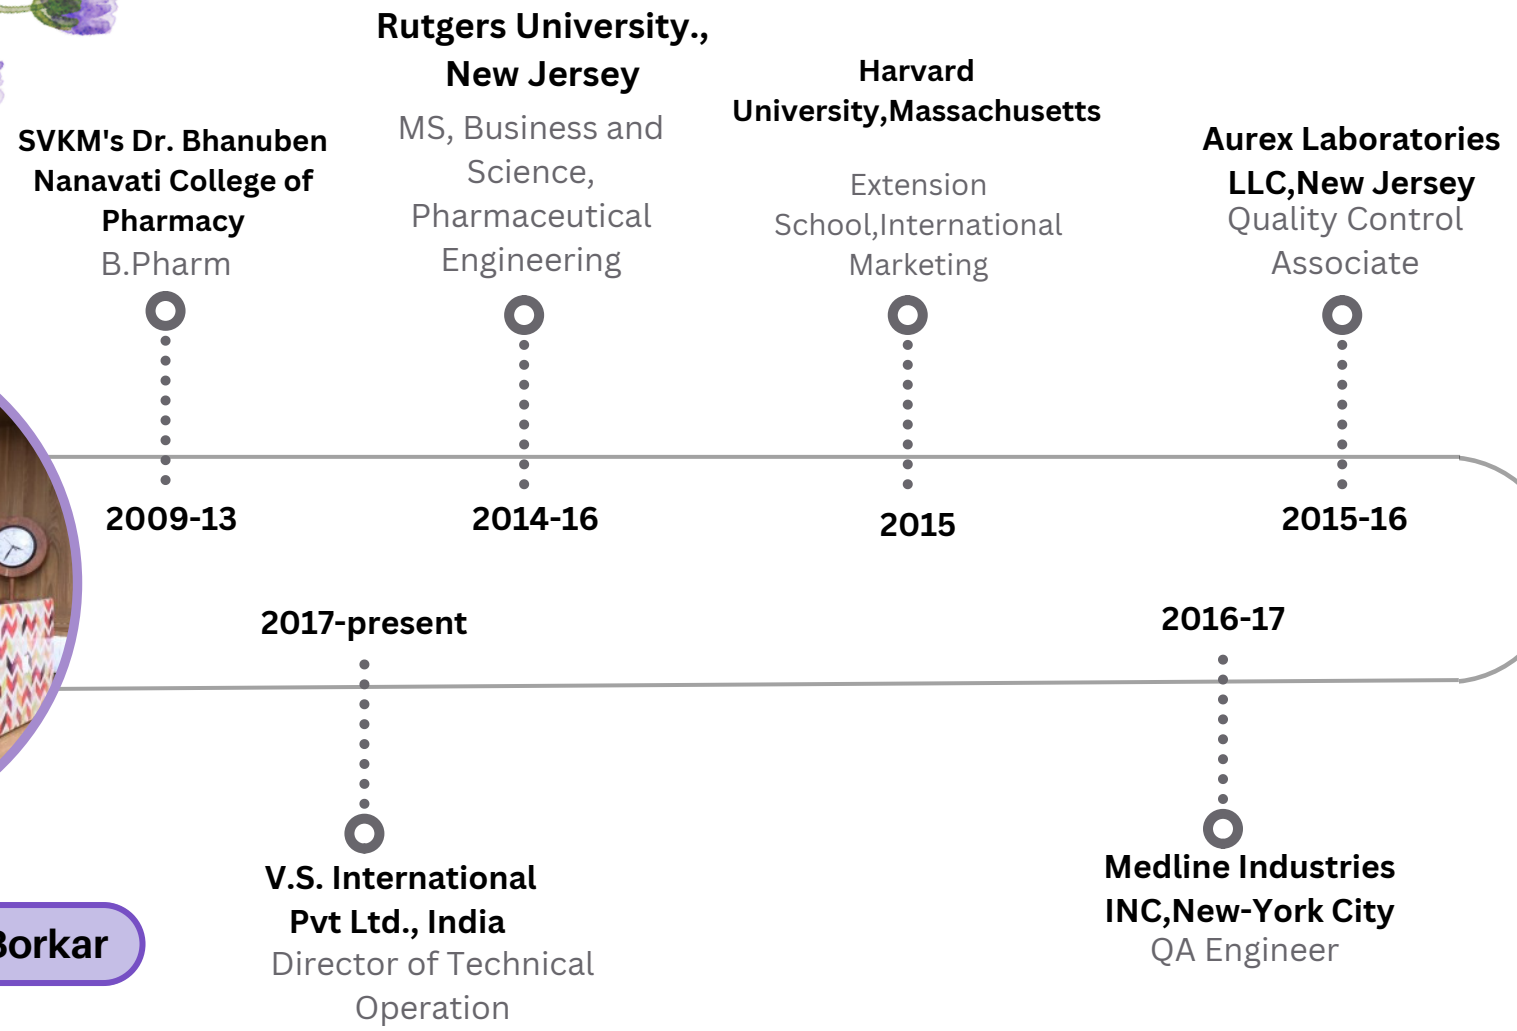 SVKM's Dr. Bhanuben
Nanavati College of
Pharmacy
B.Pharm
2009-13
Rutgers University.,
New Jersey
MS, Business and
Science,
Pharmaceutical
Engineering
2014-16
Harvard
University,Massachusetts
Extension
School,International
Marketing
2015
Aurex Laboratories
LLC,New Jersey
Quality Control
Associate
2015-16
2016-17
Medline Industries
INC,New-York City
QA Engineer
2017-present
V.S. International
Pvt Ltd., India
Director of Technical
Operation
Borkar